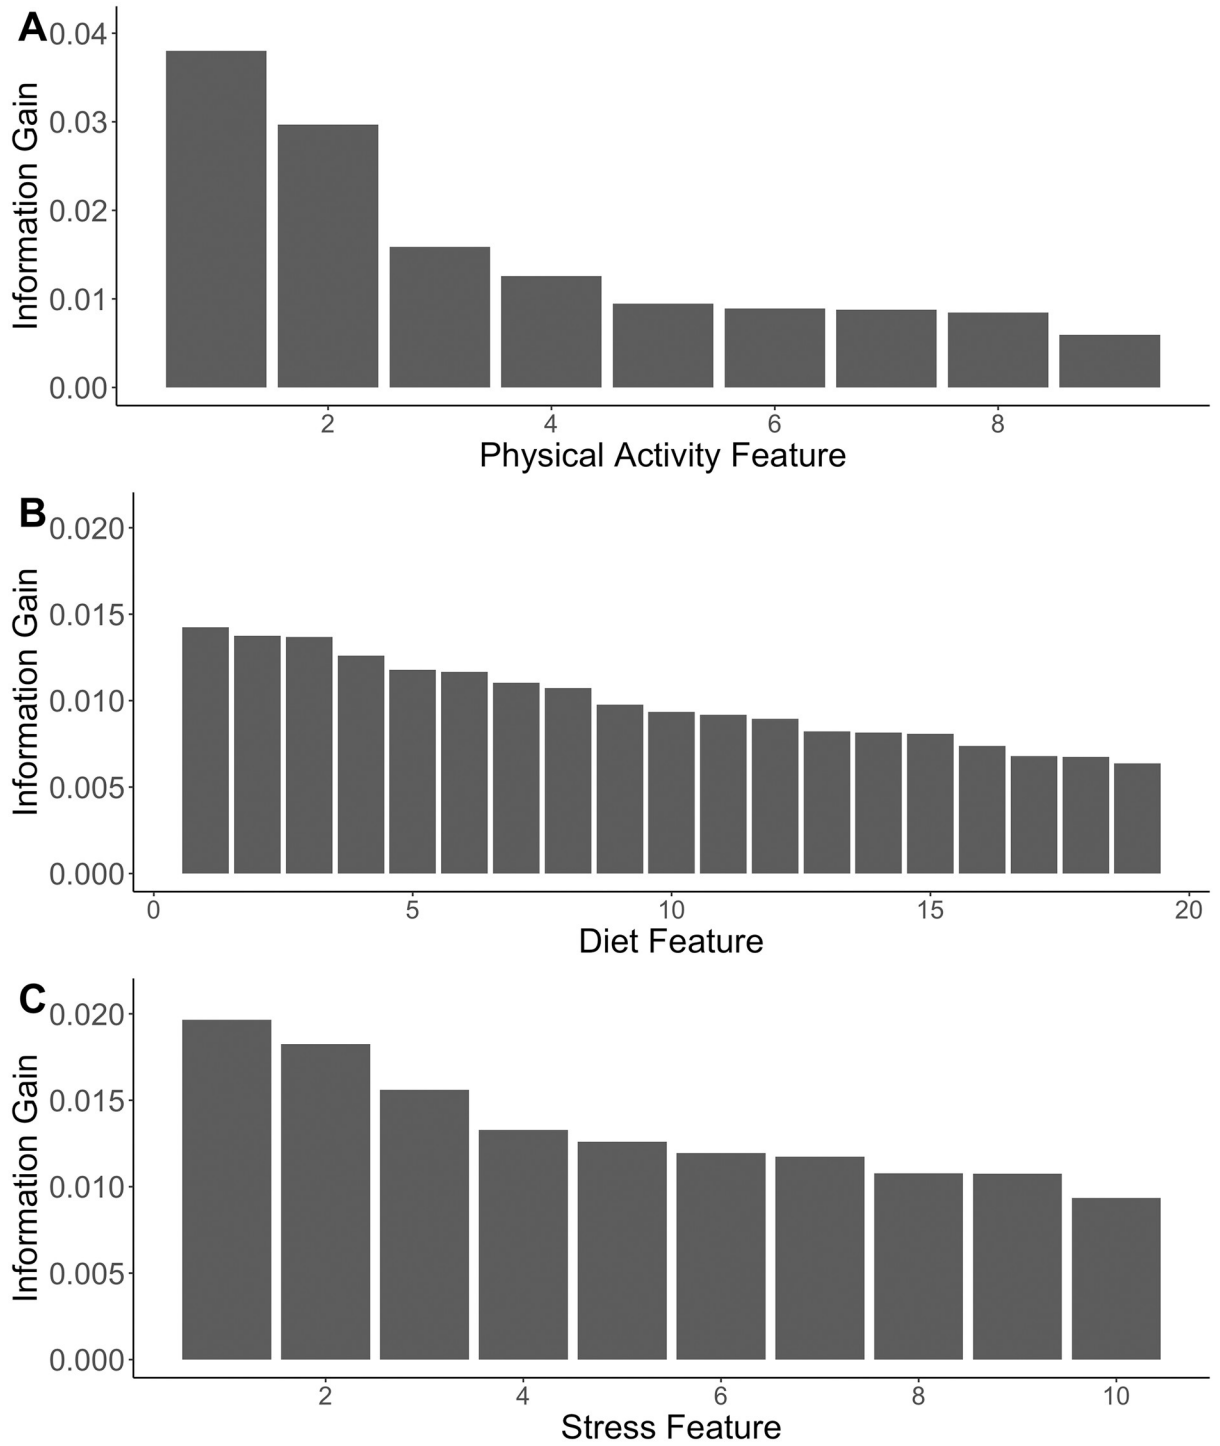 A
0.04
0.03
0.02
0.01
0.00
Information Gain
2 4 6 8
Physical Activity Feature
B
0.020
0.015
0.010
0.005
0.000
Information Gain
0 5 10 15 20
Diet Feature
C
0.020
0.015
0.010
0.005
0.000
Information Gain
2 4 6 8 10
Stress Feature